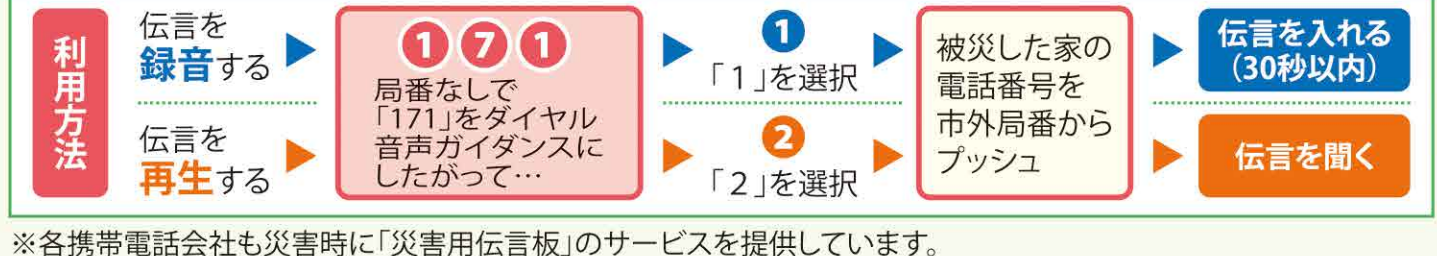 利用方法
伝言を
録音する
伝言を
再生する
171
局番なしで
「171」をダイヤル
音声ガイダンスに
したがって…
1
「1」を選択
2
「2」を選択
被災した家の
電話番号を
市外局番から
プッシュ
伝言を入れる
(30秒以内)
伝言を聞く
※各携帯電話会社も災害時に「災害用伝言板」のサービスを提供しています。